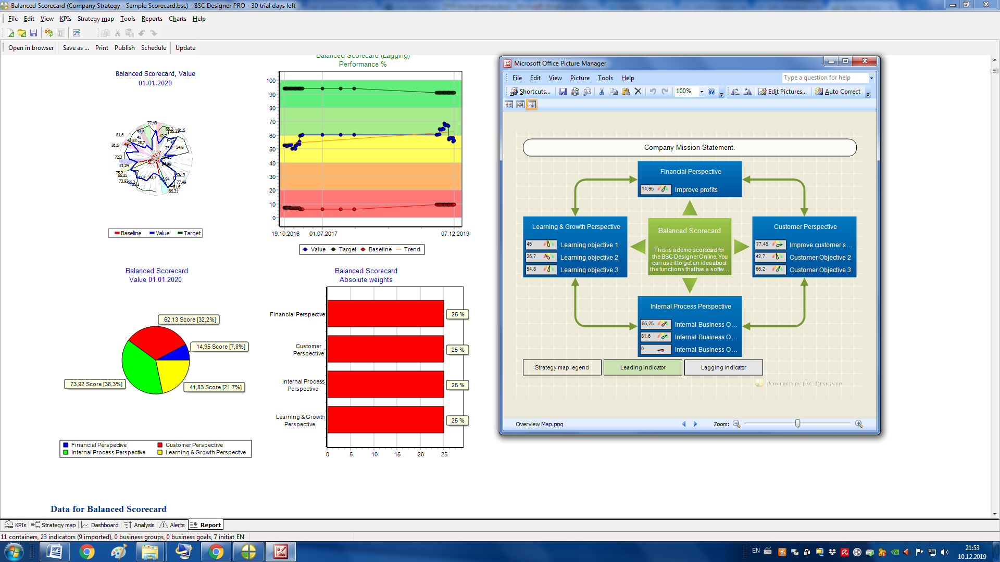 Balanced Scorecard (Company Strategy - Sample Scorecard.bsc) - BSC Designer PRO - 30 trial days left
File Edit View KPIs Strategy map Tools Reports Charts Help
Open in browser Save as ... Print Publish Schedule Update
Balanced Scorecard, Value
01.01.2020
77,49
81,6
54,8
72,3
51,24
75,2
66,25
73,92
77,49
81,6
86,31
Baseline Value Target
Balanced Scorecard (Lagging)
Performance %
100
90
80
70
60
50
40
30
20
10
0
19.10.2016 01.07.2017 07.12.2019
Value Target Baseline Trend
Balanced Scorecard
Value 01.01.2020
62,13 Score [32,2%]
14,95 Score [7,8%]
73,92 Score [38,3%]
41,83 Score [21,7%]
Financial Perspective Customer Perspective
Internal Process Perspective Learning & Growth Perspective
Balanced Scorecard
Absolute weights
Financial Perspective 25 %
Customer
Perspective 25 %
Internal Process
Perspective 25 %
Learning & Growth
Perspective 25 %
0 5 10 15 20 25
Data for Balanced Scorecard
Microsoft Office Picture Manager
File Edit View Picture Tools Help
Type a question for help
Shortcuts... 100% Edit Pictures... Auto Correct
Company Mission Statement.
Financial Perspective
14,95 Improve profits
Learning & Growth Perspective
45 Learning objective 1
25,7 Learning objective 2
54,8 Learning objective 3
Balanced Scorecard
This is a demo scorecard for
the BSC Designer Online. You
can use it to get an idea about
the functions that has a softw...
Customer Perspective
77,49 Improve customer s...
42,7 Customer Objective 2
66,2 Customer Objective 3
Internal Process Perspective
66,25 Internal Business O...
81,6 Internal Business O...
0 Internal Business O...
Strategy map legend Leading indicator Lagging indicator
Powered by BSC Designer
Overview Map.png
Zoom:
KPIs Strategy map Dashboard Analysis Alerts Report
11 containers, 23 indicators (9 imported), 0 business groups, 0 business goals, 7 initiat EN
EN
21:53
10.12.2019